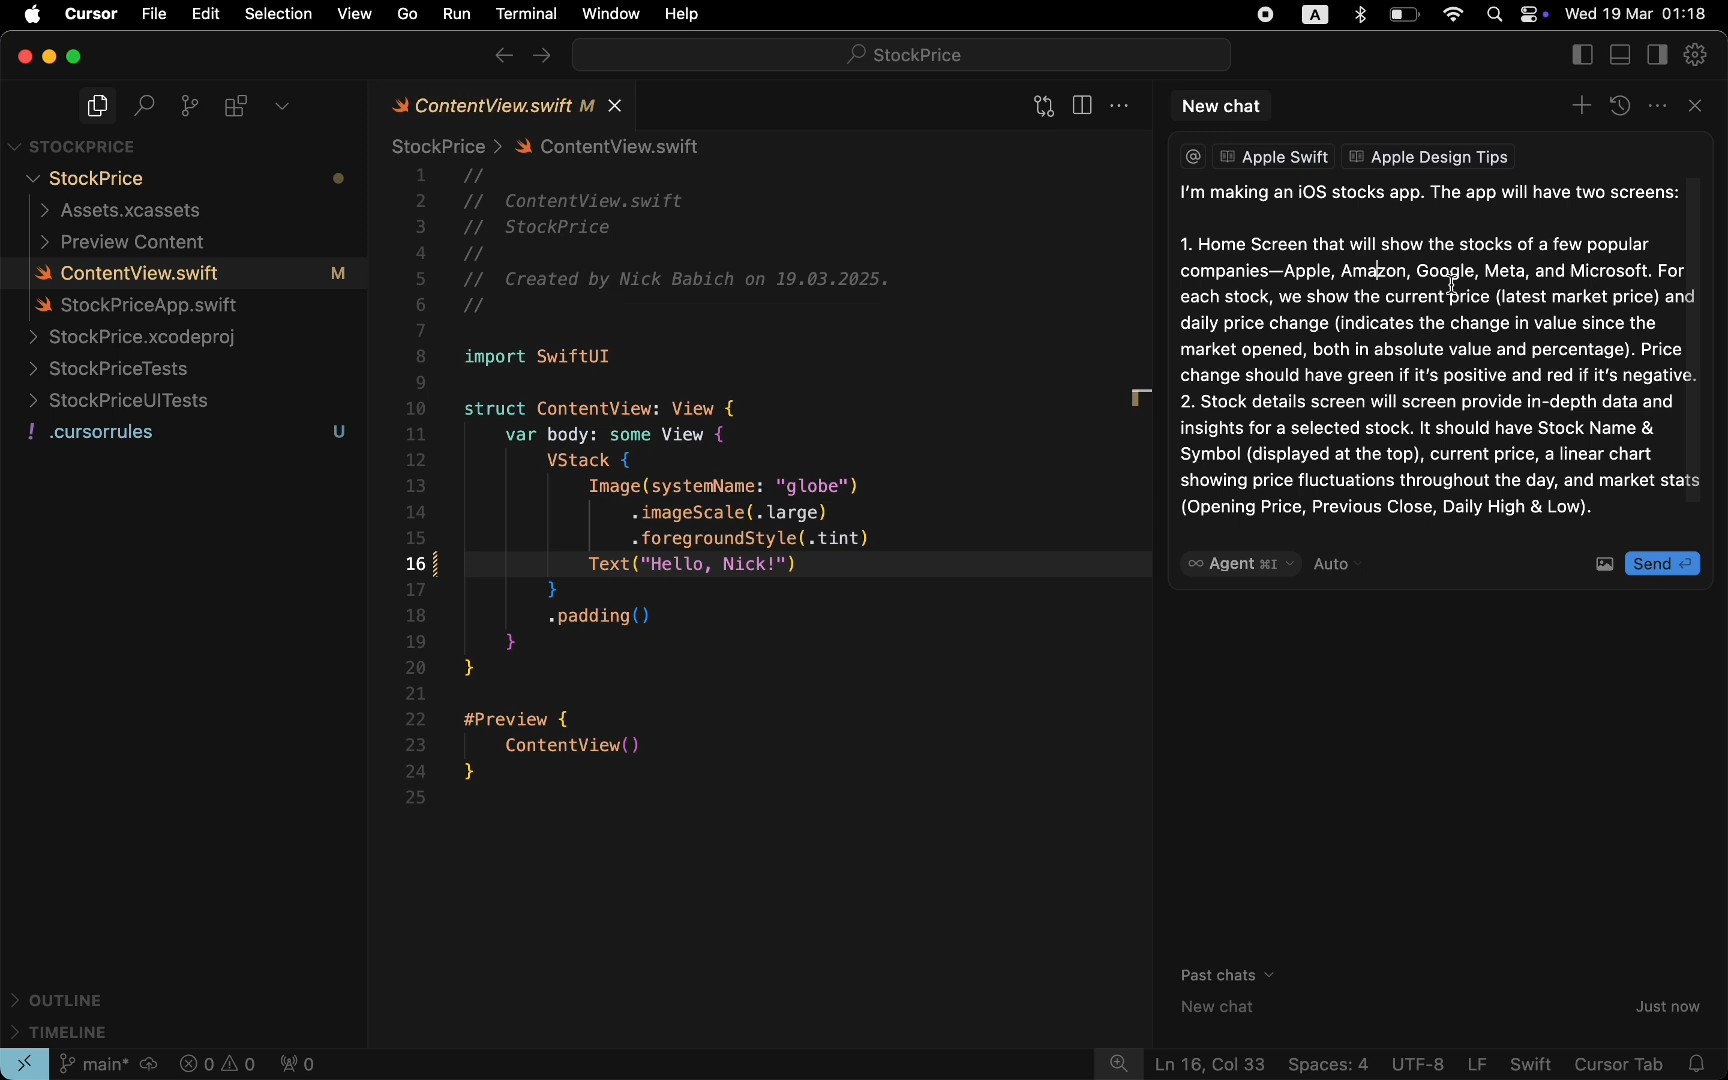 Cursor File Edit Selection View Go Run Terminal Window Help A Wed 19 Mar 01:18
StockPrice
ContentView.swift M
New chat
STOCKPRICE
StockPrice
Assets.xcassets
Preview Content
ContentView.swift M
StockPriceApp.swift
StockPrice.xcodeproj
StockPriceTests
StockPriceUITests
! .cursorrules U
OUTLINE
TIMELINE
StockPrice > ContentView.swift
1 //
2 // ContentView.swift
3 // StockPrice
4 //
5 // Created by Nick Babich on 19.03.2025.
6 //
7
8 import SwiftUI
9
10 struct ContentView: View {
11 var body: some View {
12 VStack {
13 Image(systemName: "globe")
14 .imageScale(.large)
15 .foregroundStyle(.tint)
16 Text("Hello, Nick!")
17 }
18 .padding()
19 }
20 }
21
22 #Preview {
23 ContentView()
24 }
25
@ Apple Swift Apple Design Tips
I'm making an iOS stocks app. The app will have two screens:
1. Home Screen that will show the stocks of a few popular
companies—Apple, Amazon, Google, Meta, and Microsoft. For
each stock, we show the current price (latest market price) and
daily price change (indicates the change in value since the
market opened, both in absolute value and percentage). Price
change should have green if it's positive and red if it's negative.
2. Stock details screen will screen provide in-depth data and
insights for a selected stock. It should have Stock Name &
Symbol (displayed at the top), current price, a linear chart
showing price fluctuations throughout the day, and market stats
(Opening Price, Previous Close, Daily High & Low).
∞ Agent ⌘I Auto Send
Past chats
New chat Just now
main* 0 0 0 Ln 16, Col 33 Spaces: 4 UTF-8 LF Swift Cursor Tab